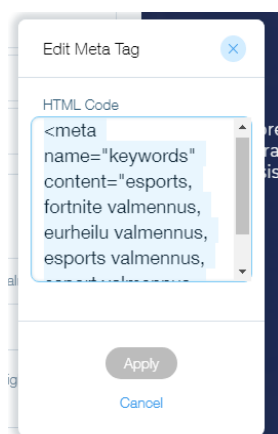 Edit Meta Tag
HTML Code
<meta
name="keywords"
content="esports,
fortnite valmennus,
eurheilu valmennus,
esports valmennus,
Apply
Cancel